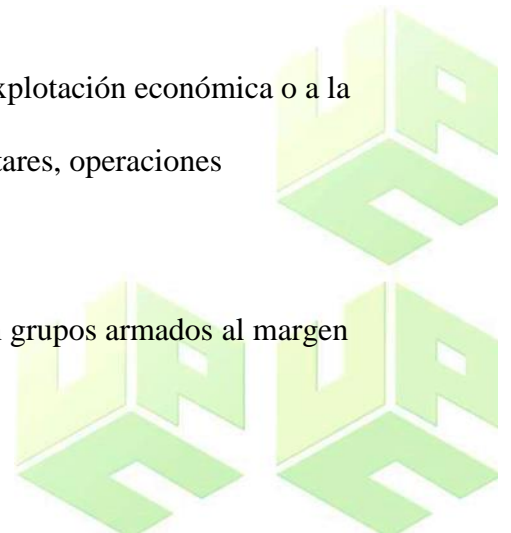 xplotación económica o a la
tares, operaciones
grupos armados al margen